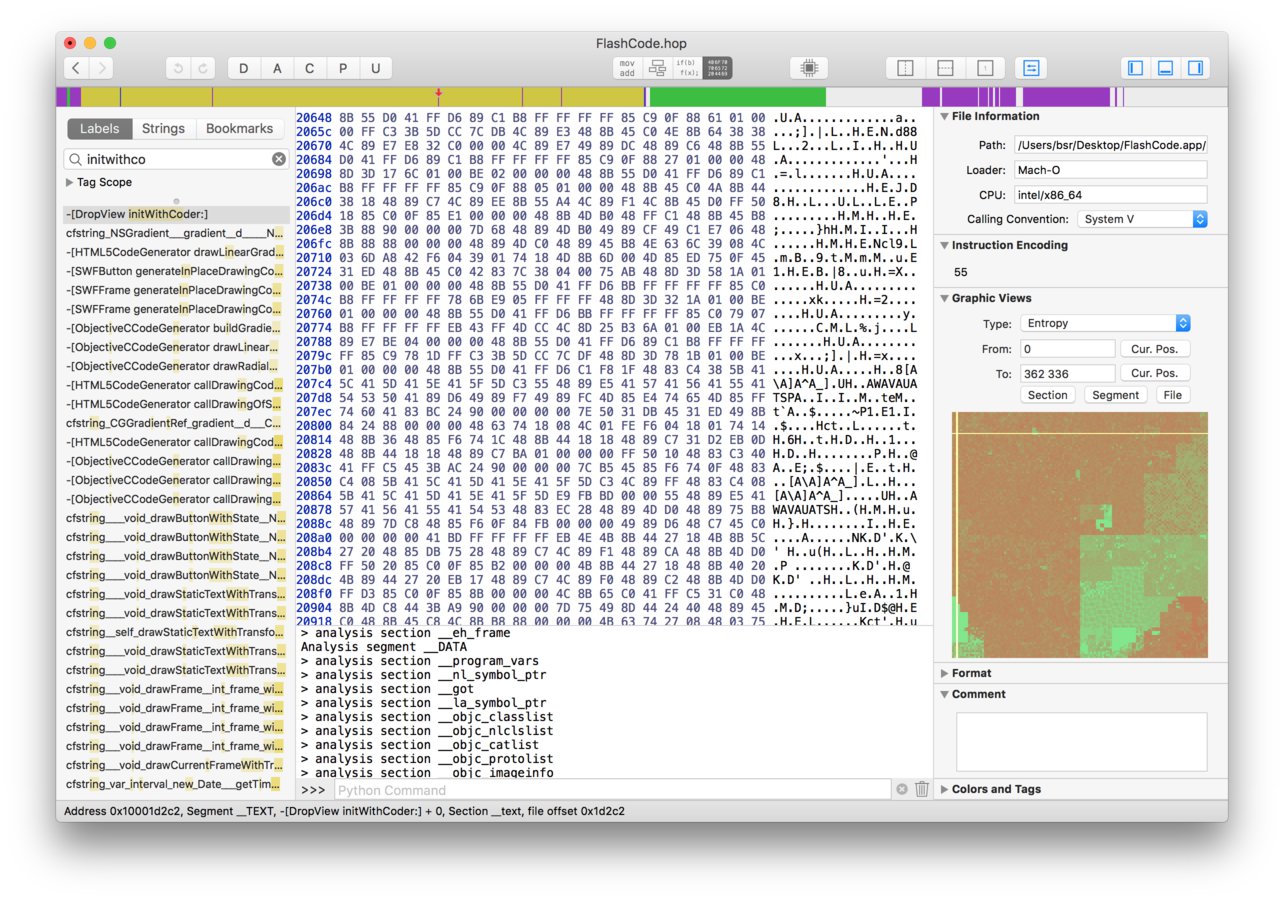 FlashCode.hop
D A C P U
mov add
if(b) f(x);
Labels Strings Bookmarks
initwithco
Tag Scope
-[DropView initWithCoder:]
cfstring_NSGradient___gradient__d____N...
-[HTML5CodeGenerator drawLinearGrad...
-[SWFButton generateInPlaceDrawingCo...
-[SWFFrame generateInPlaceDrawingCo...
-[SWFFrame generateInPlaceDrawingCo...
-[ObjectiveCCodeGenerator buildGradie...
-[ObjectiveCCodeGenerator drawLinear...
-[ObjectiveCCodeGenerator drawRadial...
-[HTML5CodeGenerator callDrawingCod...
-[HTML5CodeGenerator callDrawingOfS...
cfstring_CGGradientRef_gradient__d___C...
-[HTML5CodeGenerator callDrawingCod...
-[ObjectiveCCodeGenerator callDrawing...
-[ObjectiveCCodeGenerator callDrawing...
-[ObjectiveCCodeGenerator callDrawing...
cfstring____void_drawButtonWithState__N...
cfstring____void_drawButtonWithState__N...
cfstring____void_drawButtonWithState__N...
cfstring____void_drawButtonWithState__N...
cfstring___void_drawStaticTextWithTrans...
cfstring___void_drawStaticTextWithTrans...
cfstring__self_drawStaticTextWithTransfo...
cfstring___void_drawStaticTextWithTrans...
cfstring___void_drawStaticTextWithTrans...
cfstring___void_drawFrame__int_frame_wi...
cfstring___void_drawFrame__int_frame_wi...
cfstring___void_drawFrame__int_frame_wi...
cfstring___void_drawFrame__int_frame_wi...
cfstring___void_drawCurrentFrameWithTr...
cfstring_var_interval_new_Date___getTim...
20648 8B 55 D0 41 FF D6 89 C1 B8 FF FF FF FF 85 C9 0F 88 61 01 00 .U.A.............a..
2065c 00 FF C3 3B 5D CC 7C DB 4C 89 E3 48 8B 45 C0 4E 8B 64 38 38 ...;].|.L..H.E.N.d88
20670 4C 89 E7 E8 32 C0 00 00 4C 89 E7 49 89 DC 48 89 C6 48 8B 55 L...2...L..I..H..H.U
20684 D0 41 FF D6 89 C1 B8 FF FF FF FF 85 C9 0F 88 27 01 00 00 48 .A.............'...H
20698 8D 3D 17 6C 01 00 BE 02 00 00 00 48 8B 55 D0 41 FF D6 89 C1 .=.l.......H.U.A....
206ac B8 FF FF FF FF 85 C9 0F 88 05 01 00 00 48 8B 45 C0 4A 8B 44 .............H.E.J.D
206c0 38 18 48 89 C7 4C 89 EE 8B 55 A4 4C 89 F1 4C 8B 45 D0 FF 50 8.H..L...U.L..L.E..P
206d4 18 85 C0 0F 85 E1 00 00 00 48 8B 4D B0 48 FF C1 48 8B 45 B8 .........H.M.H..H.E.
206e8 3B 88 90 00 00 00 7D 68 48 89 4D B0 49 89 CF 49 C1 E7 06 48 ;.....}hH.M.I..I...H
206fc 8B 88 88 00 00 00 48 89 4D C0 48 89 45 B8 4E 63 6C 39 08 4C ......H.M.H.E.Ncl9.L
20710 03 6D A8 42 F6 04 39 01 74 18 4D 8B 6D 00 4D 85 ED 75 0F 45 .m.B..9.t.M.m.M..u.E
20724 31 ED 48 8B 45 C0 42 83 7C 38 04 00 75 AB 48 8D 3D 58 1A 01 1.H.E.B.|8..u.H.=X..
20738 00 BE 01 00 00 00 48 8B 55 D0 41 FF D6 BB FF FF FF FF 85 C0 ......H.U.A.........
2074c B8 FF FF FF FF 78 6B E9 05 FF FF FF 48 8D 3D 32 1A 01 00 BE .....xk.....H.=2....
20760 01 00 00 00 48 8B 55 D0 41 FF D6 BB FF FF FF FF 85 C0 79 07 ....H.U.A.........y.
20774 B8 FF FF FF FF EB 43 FF 4D CC 4C 8D 25 B3 6A 01 00 EB 1A 4C ......C.M.L.%.j....L
20788 89 E7 BE 04 00 00 00 48 8B 55 D0 41 FF D6 89 C1 B8 FF FF FF .......H.U.A........
2079c FF 85 C9 78 1D FF C3 3B 5D CC 7C DF 48 8D 3D 78 1B 01 00 BE ...x...;].|.H.=x....
207b0 01 00 00 00 48 8B 55 D0 41 FF D6 C1 F8 1F 48 83 C4 38 5B 41 ....H.U.A.....H..8[A
207c4 5C 41 5D 41 5E 41 5F 5D C3 55 48 89 E5 41 57 41 56 41 55 41 \A]A^A_].UH..AWAVAUA
207d8 54 53 50 41 89 D6 49 89 F7 49 89 FC 4D 85 E4 74 65 4D 85 FF TSPA..I..I..M..teM..
207ec 74 60 41 83 BC 24 90 00 00 00 00 7E 50 31 DB 45 31 ED 49 8B t`A..$.....~P1.E1.I.
20800 84 24 88 00 00 00 48 63 74 18 08 4C 01 FE F6 04 18 01 74 14 .$....Hct..L......t.
20814 48 8B 36 48 85 F6 74 1C 48 8B 44 18 18 48 89 C7 31 D2 EB 0D H.6H..t.H.D..H..1...
20828 48 8B 44 18 18 48 89 C7 BA 01 00 00 00 FF 50 10 48 83 C3 40 H.D..H........P.H..@
2083c 41 FF C5 45 3B AC 24 90 00 00 00 7C B5 45 85 F6 74 0F 48 83 A..E;.$....|.E..t.H.
20850 C4 08 5B 41 5C 41 5D 41 5E 41 5F 5D C3 4C 89 FF 48 83 C4 08 ..[A\A]A^A_].L..H...
20864 5B 41 5C 41 5D 41 5E 41 5F 5D E9 FB BD 00 00 55 48 89 E5 41 [A\A]A^A_].....UH..A
20878 57 41 56 41 55 41 54 53 48 83 EC 28 48 89 4D D0 48 89 75 B8 WAVAUATSH..(H.M.H.u.
2088c 48 89 7D C8 48 85 F6 0F 84 FB 00 00 00 49 89 D6 48 C7 45 C0 H.}.H........I..H.E.
208a0 00 00 00 00 41 BD FF FF FF FF EB 4E 4B 8B 44 27 18 4B 8B 5C ....A......NK.D'.K.\
208b4 27 20 48 85 DB 75 28 48 89 C7 4C 89 F1 48 89 CA 48 8B 4D D0 ' H..u(H..L..H..H.M.
208c8 FF 50 20 85 C0 0F 85 B2 00 00 00 4B 8B 44 27 18 48 8B 40 20 .P ........K.D'.H.@
208dc 4B 89 44 27 20 EB 17 48 89 C7 4C 89 F0 48 89 C2 48 8B 4D D0 K.D' ..H..L..H..H.M.
208f0 FF D3 85 C0 0F 85 8B 00 00 00 4C 8B 65 C0 41 FF C5 31 C0 48 ..........L.e.A..1.H
20904 8B 4D C8 44 3B A9 90 00 00 00 7D 75 49 8D 44 24 40 48 89 45 .M.D;.....}uI.D$@H.E
20918 C0 48 8B 45 C8 4C 8B B8 88 00 00 00 4B 63 74 27 08 48 03 75 .H.E.L......Kct'.H.u
> analysis section __eh_frame
Analysis segment __DATA
> analysis section __program_vars
> analysis section __nl_symbol_ptr
> analysis section __got
> analysis section __la_symbol_ptr
> analysis section __objc_classlist
> analysis section __objc_nlclslist
> analysis section __objc_catlist
> analysis section __objc_protolist
> analysis section __objc_imageinfo
>>> Python Command
File Information
Path: /Users/bsr/Desktop/FlashCode.app/
Loader: Mach-O
CPU: intel/x86_64
Calling Convention: System V
Instruction Encoding
55
Graphic Views
Type: Entropy
From: 0 Cur. Pos.
To: 362 336 Cur. Pos.
Section Segment File
Format
Comment
Colors and Tags
Address 0x10001d2c2, Segment __TEXT, -[DropView initWithCoder:] + 0, Section __text, file offset 0x1d2c2